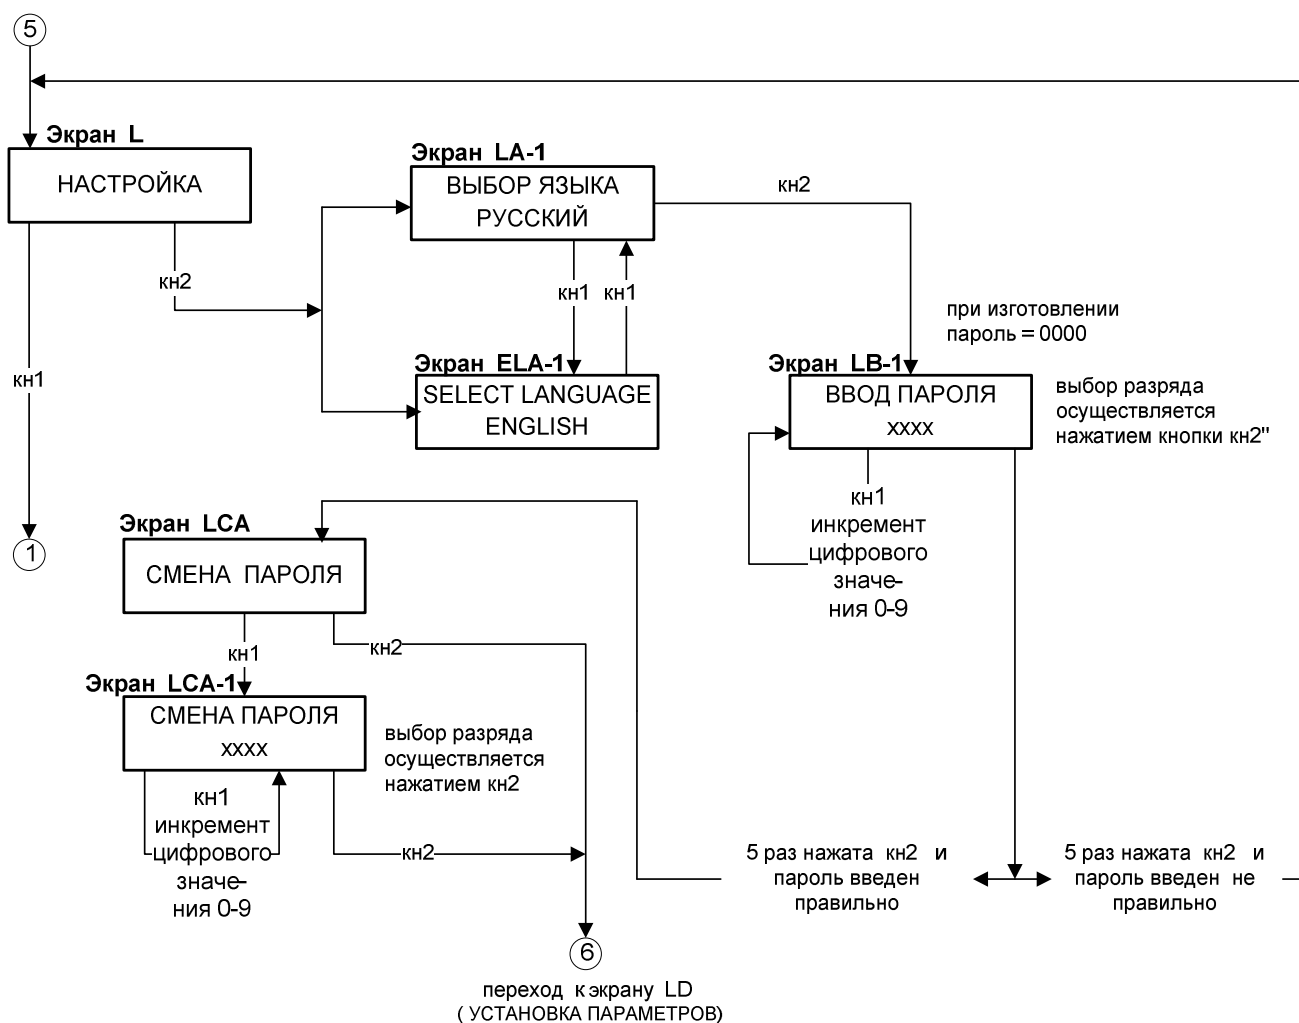 5
Экран L
НАСТРОЙКА
Экран LA-1
ВЫБОР ЯЗЫКА
РУССКИЙ
кн2
кн2
кн1
кн1
кн1
при изготовлении
пароль = 0000
Экран ELA-1
SELECT LANGUAGE
ENGLISH
Экран LB-1
ВВОД ПАРОЛЯ
xxxx
выбор разряда
осуществляется
нажатием кнопки кн2"
кн1
инкремент
цифрового
значе-
ния 0-9
1
Экран LCA
СМЕНА ПАРОЛЯ
кн1
кн2
Экран LCA-1
СМЕНА ПАРОЛЯ
xxxx
выбор разряда
осуществляется
нажатием кн2
кн1
инкремент
цифрового
значе-
ния 0-9
кн2
5 раз нажата кн2 и
пароль введен
правильно
5 раз нажата кн2 и
пароль введен не
правильно
6
переход к экрану LD
( УСТАНОВКА ПАРАМЕТРОВ)